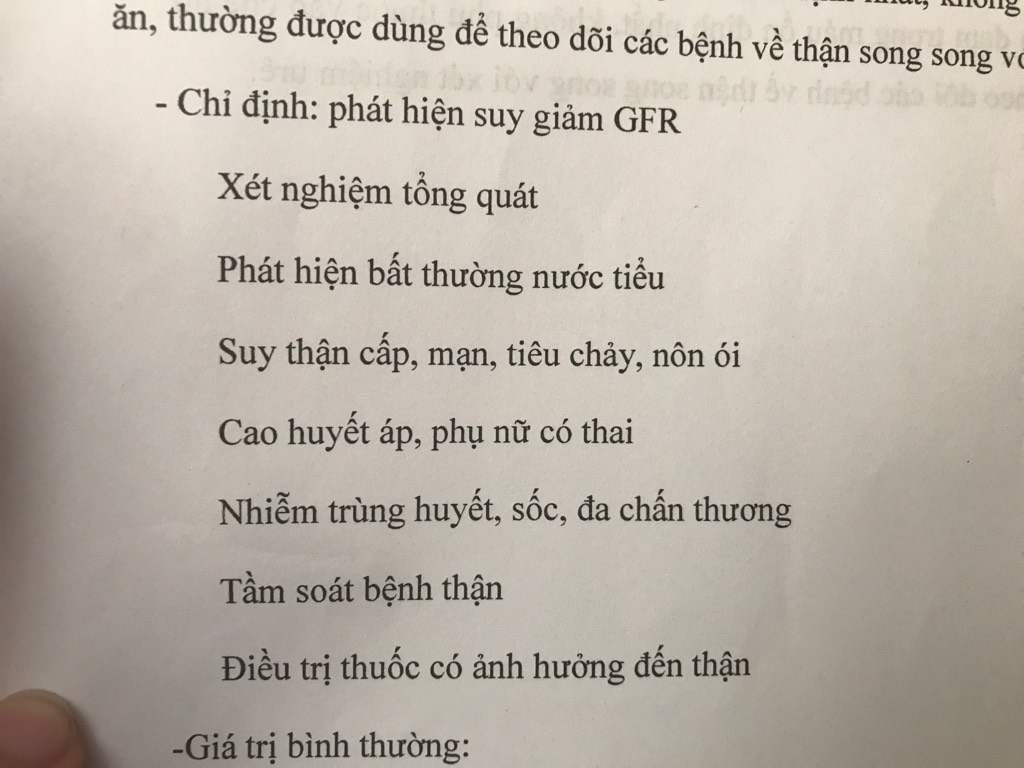 ăn, thường được dùng để theo dõi các bệnh về thận song song
- Chỉ định: phát hiện suy giảm GFR
Xét nghiệm tổng quát
Phát hiện bất thường nước tiểu
Suy thận cấp, mạn, tiêu chảy, nôn ói
Cao huyết áp, phụ nữ có thai
Nhiễm trùng huyết, sốc, đa chấn thương
Tầm soát bệnh thận
Điều trị thuốc có ảnh hưởng đến thận
-Giá trị bình thường: